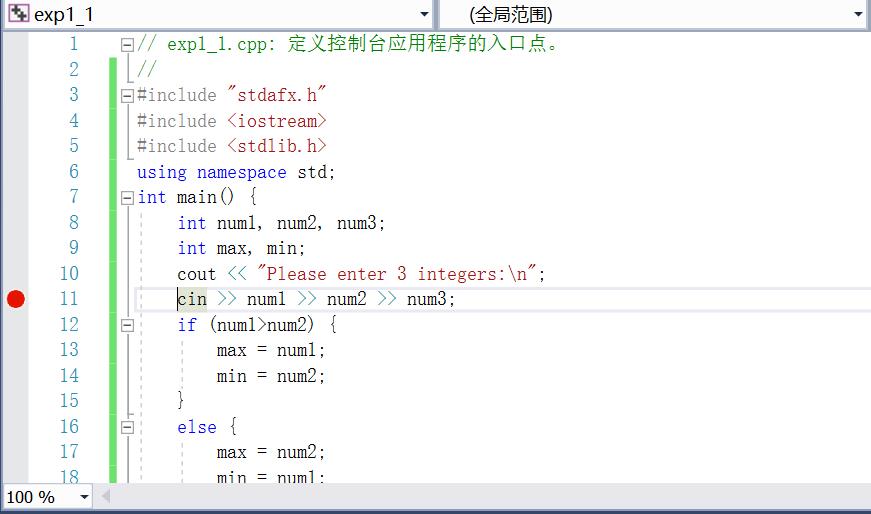 exp1_1 (全局范围)
1 // exp1_1.cpp: 定义控制台应用程序的入口点。
2 //
3 #include "stdafx.h"
4 #include <iostream>
5 #include <stdlib.h>
6 using namespace std;
7 int main() {
8 int num1, num2, num3;
9 int max, min;
10 cout << "Please enter 3 integers:\n";
11 cin >> num1 >> num2 >> num3;
12 if (num1>num2) {
13 max = num1;
14 min = num2;
15 }
16 else {
17 max = num2;
18 min = num1;
100 %